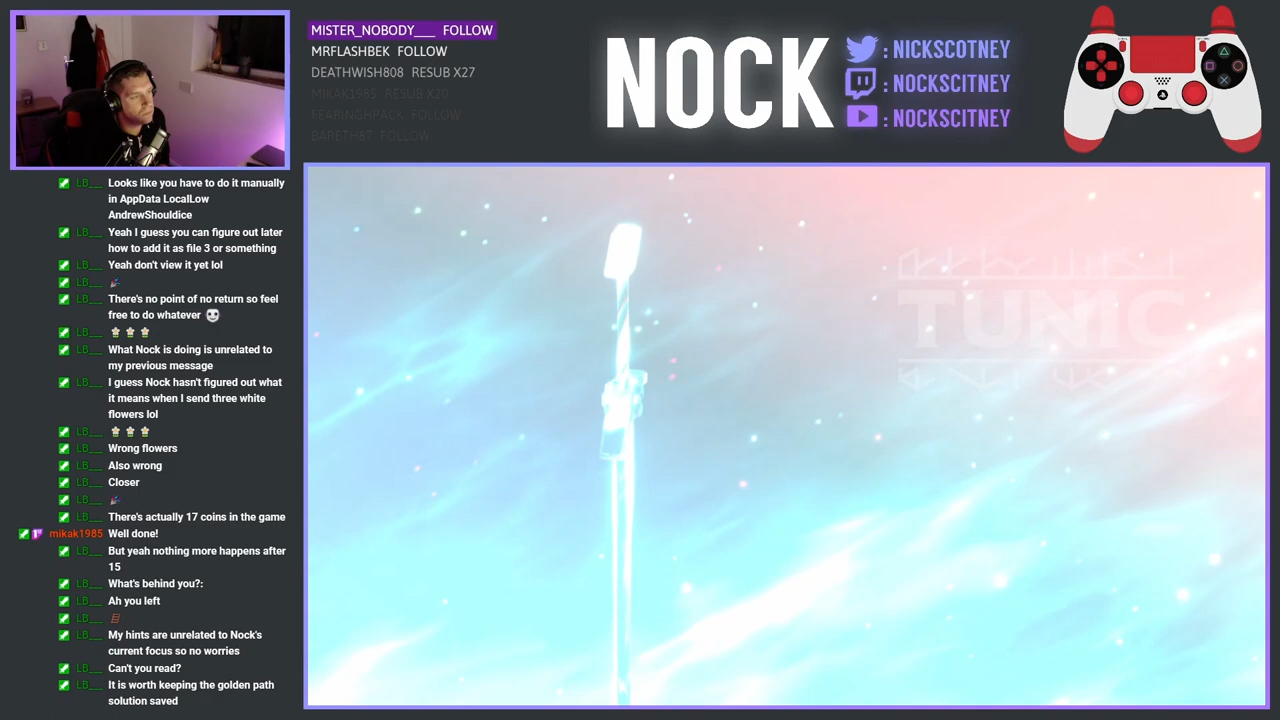 MISTER_NOBODY___ FOLLOW
MRFLASHBEK FOLLOW
DEATHWISH808 RESUB X27
MIKAK1985 RESUB X20
FEARINGHPACK FOLLOW
BARETH87 FOLLOW
NOCK
: NICKSCOTNEY
: NOCKSCITNEY
: NOCKSCITNEY
TUNIC
LB___ Looks like you have to do it manually
in AppData LocalLow
AndrewShouldice
LB___ Yeah I guess you can figure out later
how to add it as file 3 or something
LB___ Yeah don't view it yet lol
LB___
LB___ There's no point of no return so feel
free to do whatever
LB___
LB___ What Nock is doing is unrelated to
my previous message
LB___ I guess Nock hasn't figured out what
it means when I send three white
flowers lol
LB___
LB___ Wrong flowers
LB___ Also wrong
LB___ Closer
LB___
LB___ There's actually 17 coins in the game
mikak1985 Well done!
LB___ But yeah nothing more happens after
15
LB___ What's behind you?:
LB___ Ah you left
LB___
LB___ My hints are unrelated to Nock's
current focus so no worries
LB___ Can't you read?
LB___ It is worth keeping the golden path
solution saved